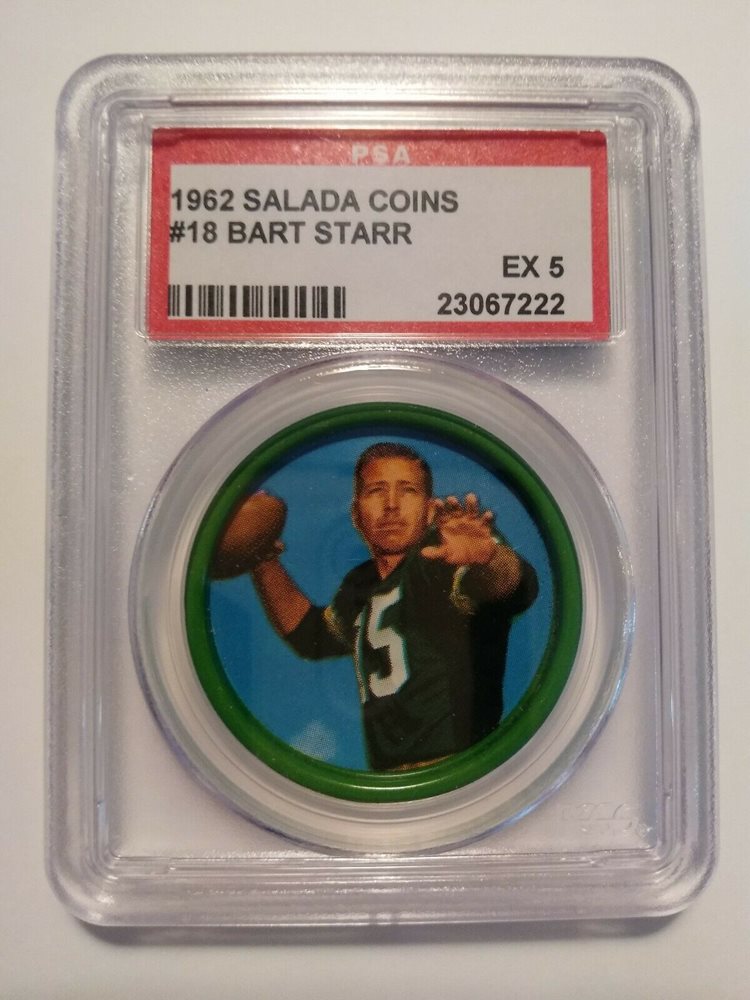 PSA
1962 SALADA COINS
#18 BART STARR
EX 5
23067222
15